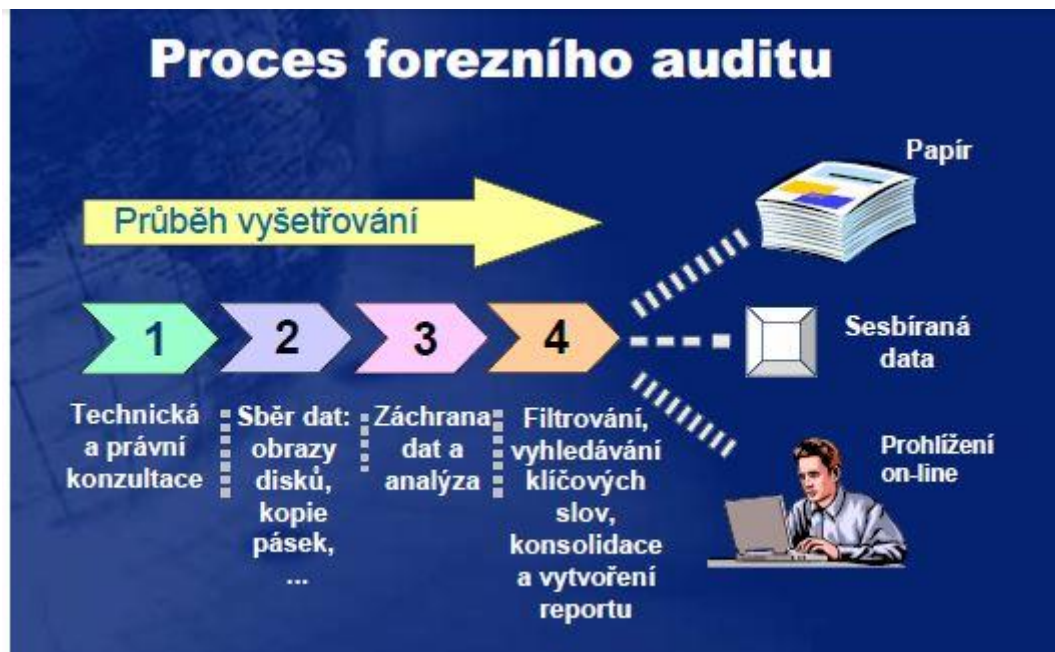 Proces forezního auditu
Průběh vyšetřování
1
2
3
4
Technická
a právní
konzultace
Sběr dat:
obrazy
disků,
kopie
pásek,
...
Záchrana
dat a
analýza
Filtrování,
vyhledávání
klíčových
slov,
konsolidace
a vytvoření
reportu
Papír
Sesbíraná
data
Prohlížení
on-line